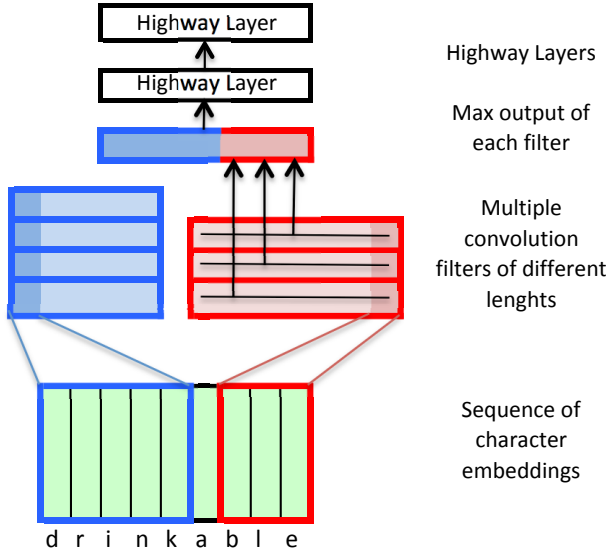 Highway Layer
Highway Layer
Highway Layers
Max output of
each filter
Multiple
convolution
filters of different
lenghts
Sequence of
character
embeddings
d r i n k a b l e